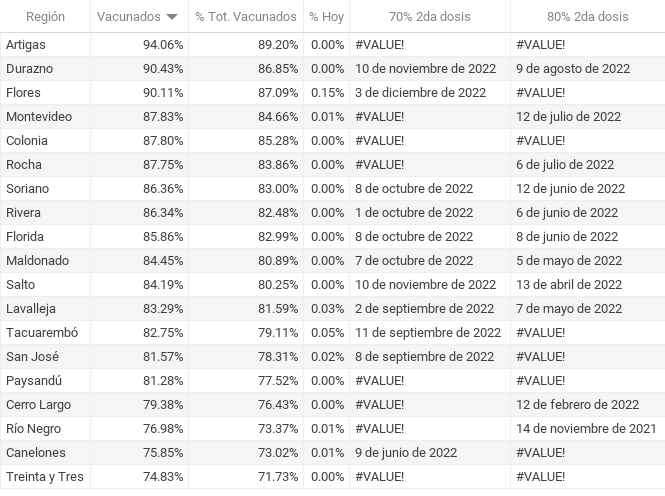 Región Vacunados % Tot. Vacunados % Hoy 70% 2da dosis 80% 2da dosis
Artigas 94.06% 89.20% 0.00% #VALUE! #VALUE!
Durazno 90.43% 86.85% 0.00% 10 de noviembre de 2022 9 de agosto de 2022
Flores 90.11% 87.09% 0.15% 3 de diciembre de 2022 #VALUE!
Montevideo 87.83% 84.66% 0.01% #VALUE! 12 de julio de 2022
Colonia 87.80% 85.28% 0.00% #VALUE! #VALUE!
Rocha 87.75% 83.86% 0.00% #VALUE! 6 de julio de 2022
Soriano 86.36% 83.00% 0.00% 8 de octubre de 2022 12 de junio de 2022
Rivera 86.34% 82.48% 0.00% 1 de octubre de 2022 6 de junio de 2022
Florida 85.86% 82.99% 0.00% 8 de octubre de 2022 8 de junio de 2022
Maldonado 84.45% 80.89% 0.00% 7 de octubre de 2022 5 de mayo de 2022
Salto 84.19% 80.25% 0.00% 10 de noviembre de 2022 13 de abril de 2022
Lavalleja 83.29% 81.59% 0.03% 2 de septiembre de 2022 7 de mayo de 2022
Tacuarembó 82.75% 79.11% 0.05% 11 de septiembre de 2022 #VALUE!
San José 81.57% 78.31% 0.02% 8 de septiembre de 2022 #VALUE!
Paysandú 81.28% 77.52% 0.00% #VALUE! #VALUE!
Cerro Largo 79.38% 76.43% 0.00% #VALUE! 12 de febrero de 2022
Río Negro 76.98% 73.37% 0.01% #VALUE! 14 de noviembre de 2021
Canelones 75.85% 73.02% 0.01% 9 de junio de 2022 #VALUE!
Treinta y Tres 74.83% 71.73% 0.00% #VALUE! #VALUE!